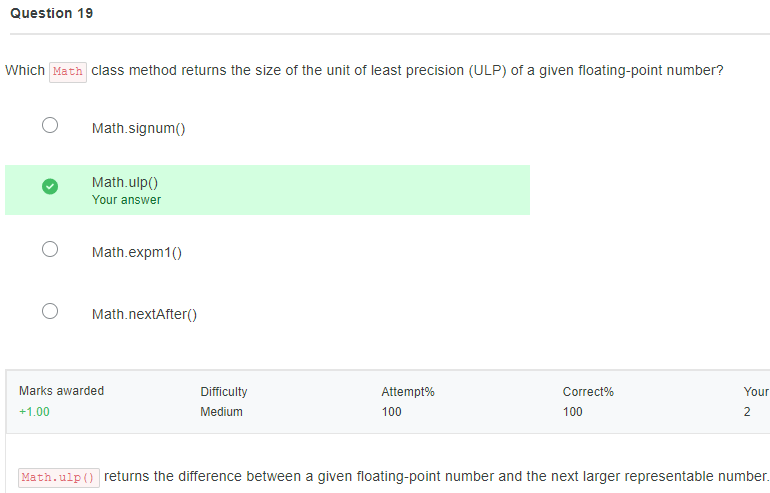 Question 19
Which Math class method returns the size of the unit of least precision (ULP) of a given floating-point number?
Math.signum()
Math.ulp()
Your answer
Math.expm1()
Math.nextAfter()
Marks awarded Difficulty Attempt% Correct% Your
+1.00 Medium 100 100 2
Math.ulp() returns the difference between a given floating-point number and the next larger representable number.